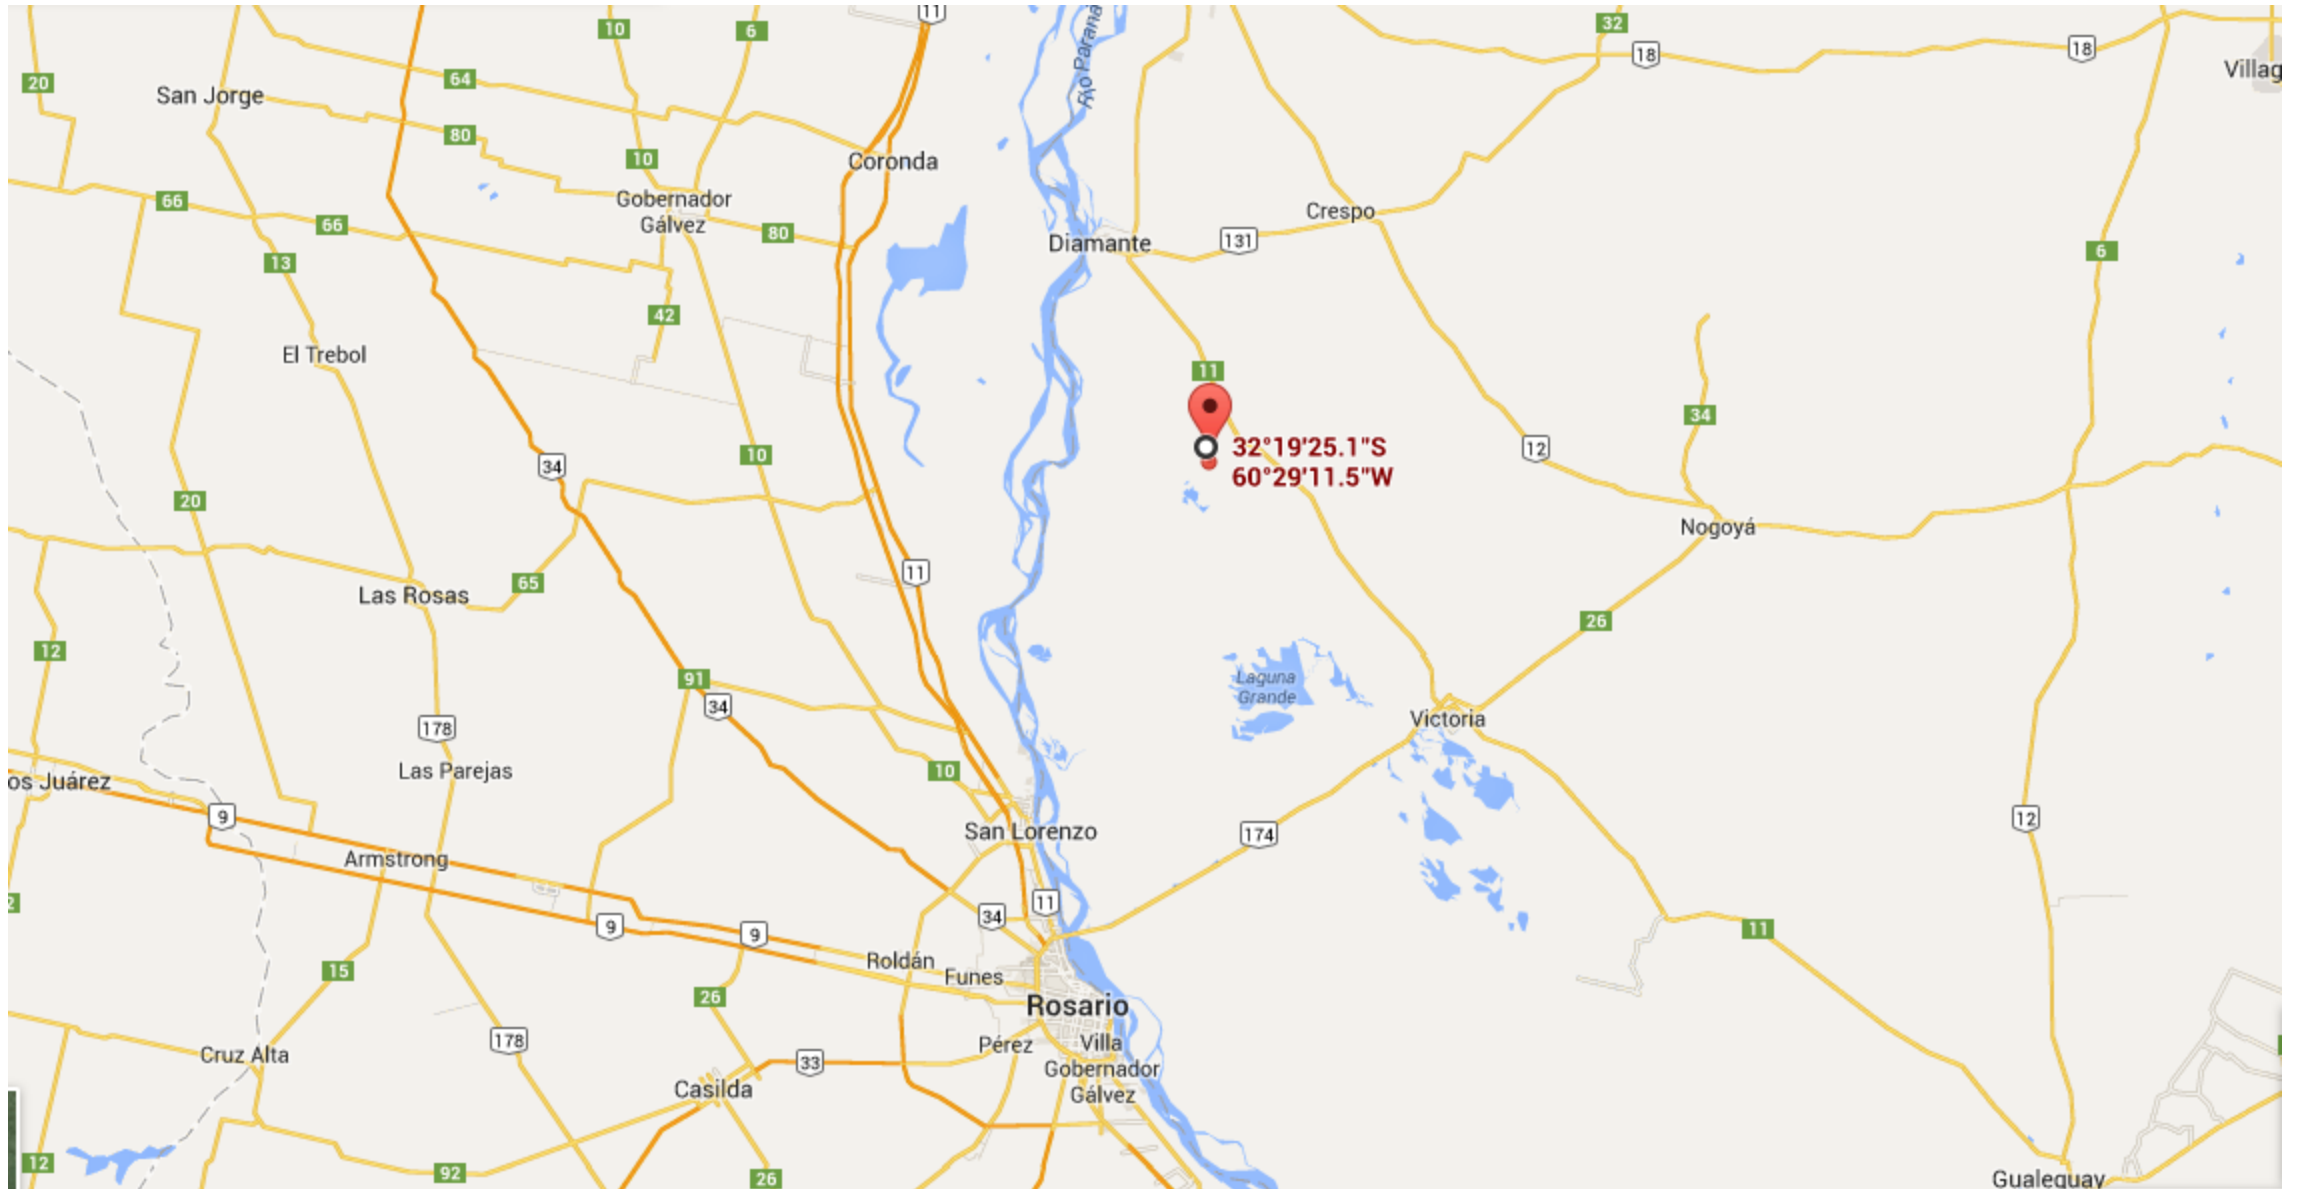 11
32
10
6
18
18
Río Paraná
Villag
64
20
San Jorge
80
10
Coronda
66
Gobernador
Gálvez
Crespo
66
80
131
Diamante
6
13
42
El Trebol
11
34
32°19'25.1"S
60°29'11.5"W
12
10
34
20
Nogoyá
11
65
Las Rosas
26
12
91
34
Laguna
Grande
Victoria
178
Las Parejas
10
os Juárez
9
12
San Lorenzo
174
Armstrong
2
11
34
9
9
11
Roldán
Funes
15
26
Rosario
178
Pérez
Villa
Gobernador
Gálvez
Cruz Alta
33
Casilda
12
92
26
Gualeguay